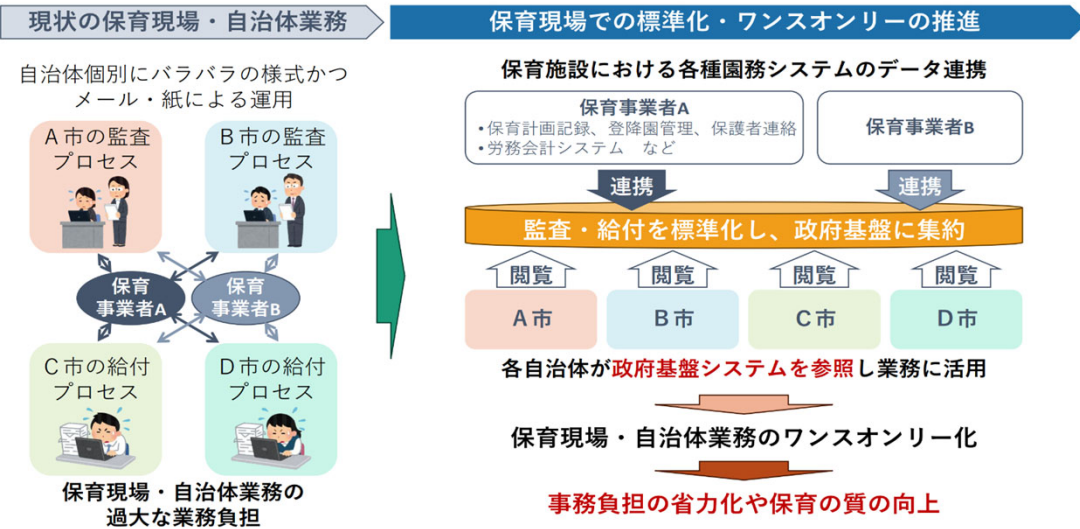 現状の保育現場・自治体業務
自治体個別にバラバラの様式かつ
メール・紙による運用
A市の監査
プロセス
B市の監査
プロセス
保育
事業者A
保育
事業者B
C市の給付
プロセス
D市の給付
プロセス
保育現場・自治体業務の
過大な業務負担
保育現場での標準化・ワンスオンリーの推進
保育施設における各種園務システムのデータ連携
保育事業者A
•保育計画記録、登降園管理、保護者連絡
•労務会計システム　など
保育事業者B
連携
連携
監査・給付を標準化し、政府基盤に集約
閲覧
閲覧
閲覧
閲覧
A市
B市
C市
D市
各自治体が政府基盤システムを参照し業務に活用
保育現場・自治体業務のワンスオンリー化
事務負担の省力化や保育の質の向上